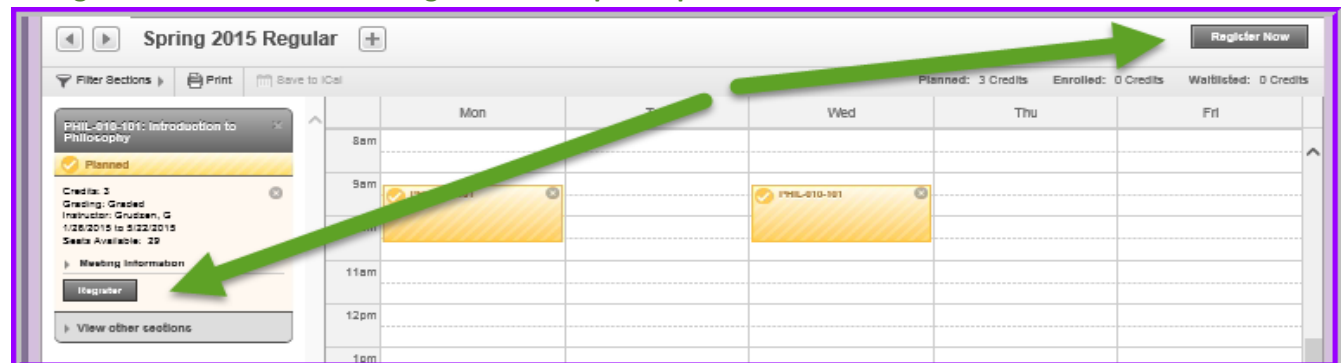 Spring 2015 Regular
Register Now
Filter Sections
Print
Save to iCal
Planned: 3 Credits Enrolled: 0 Credits Waitlisted: 0 Credits
PHIL-010-101: Introduction to
Philosophy
Planned
Credits: 3
Grading: Graded
Instructor: Grudzen, G
1/26/2015 to 5/22/2015
Seats Available: 29
Meeting Information
Register
View other sections
Mon
Wed
Thu
Fri
8am
9am
PHIL-010-101
11am
12pm
1pm